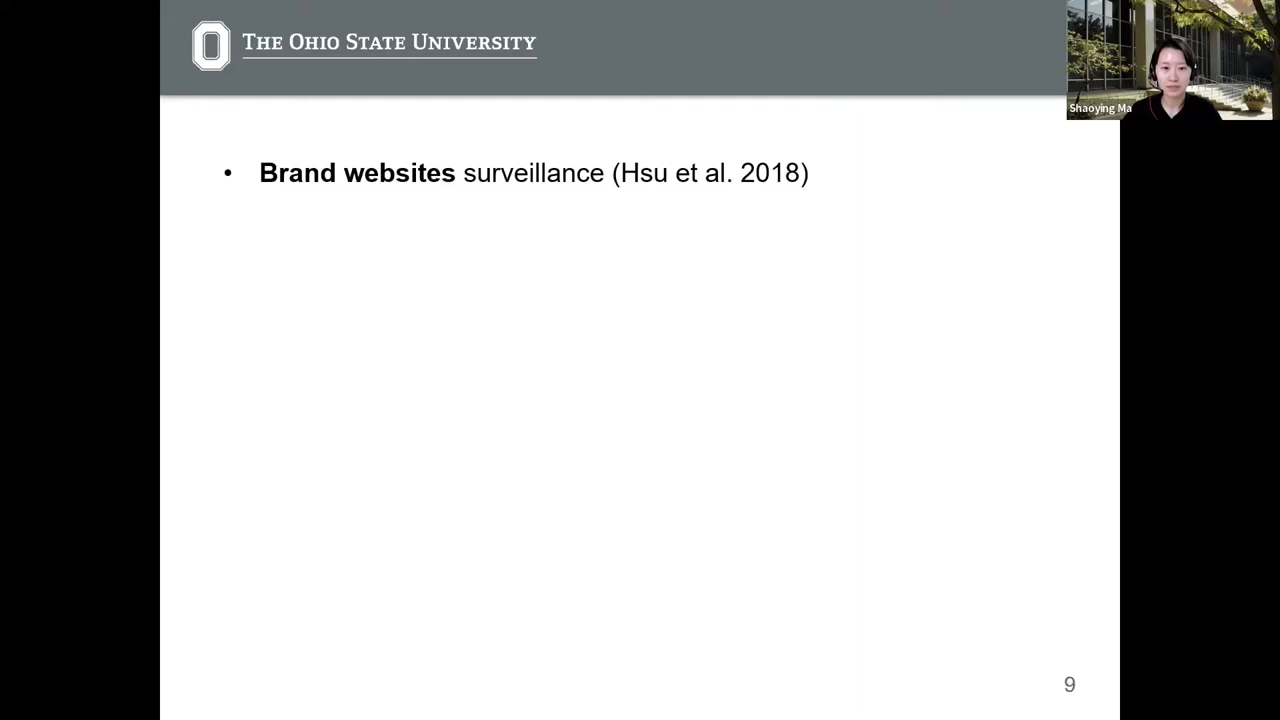 THE OHIO STATE UNIVERSITY
Shaoying Ma
• Brand websites surveillance (Hsu et al. 2018)
9